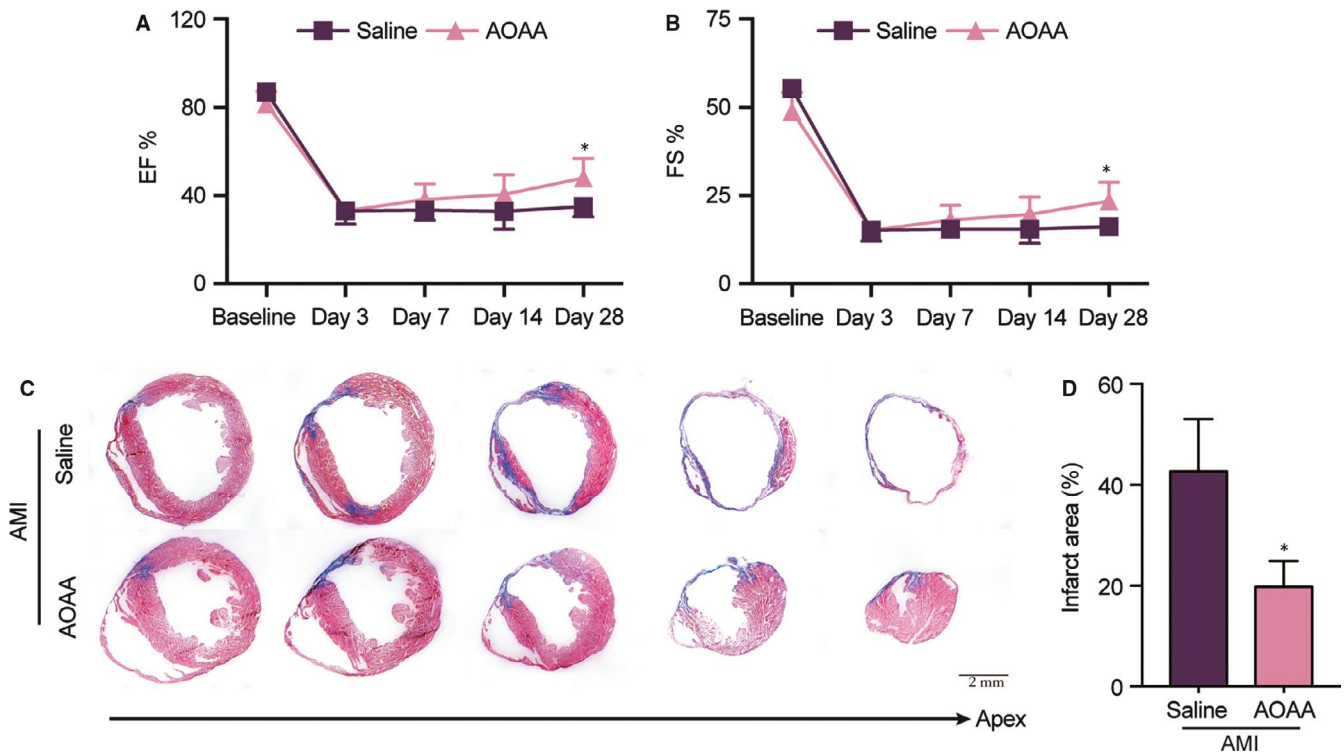 A
Saline
AOAA
EF %
120
80
40
0
*
Baseline
Day 3
Day 7
Day 14
Day 28
B
Saline
AOAA
FS %
75
50
25
0
*
Baseline
Day 3
Day 7
Day 14
Day 28
C
AMI
Saline
AOAA
2 mm
Apex
D
Infarct area (%)
60
40
20
0
*
Saline
AOAA
AMI